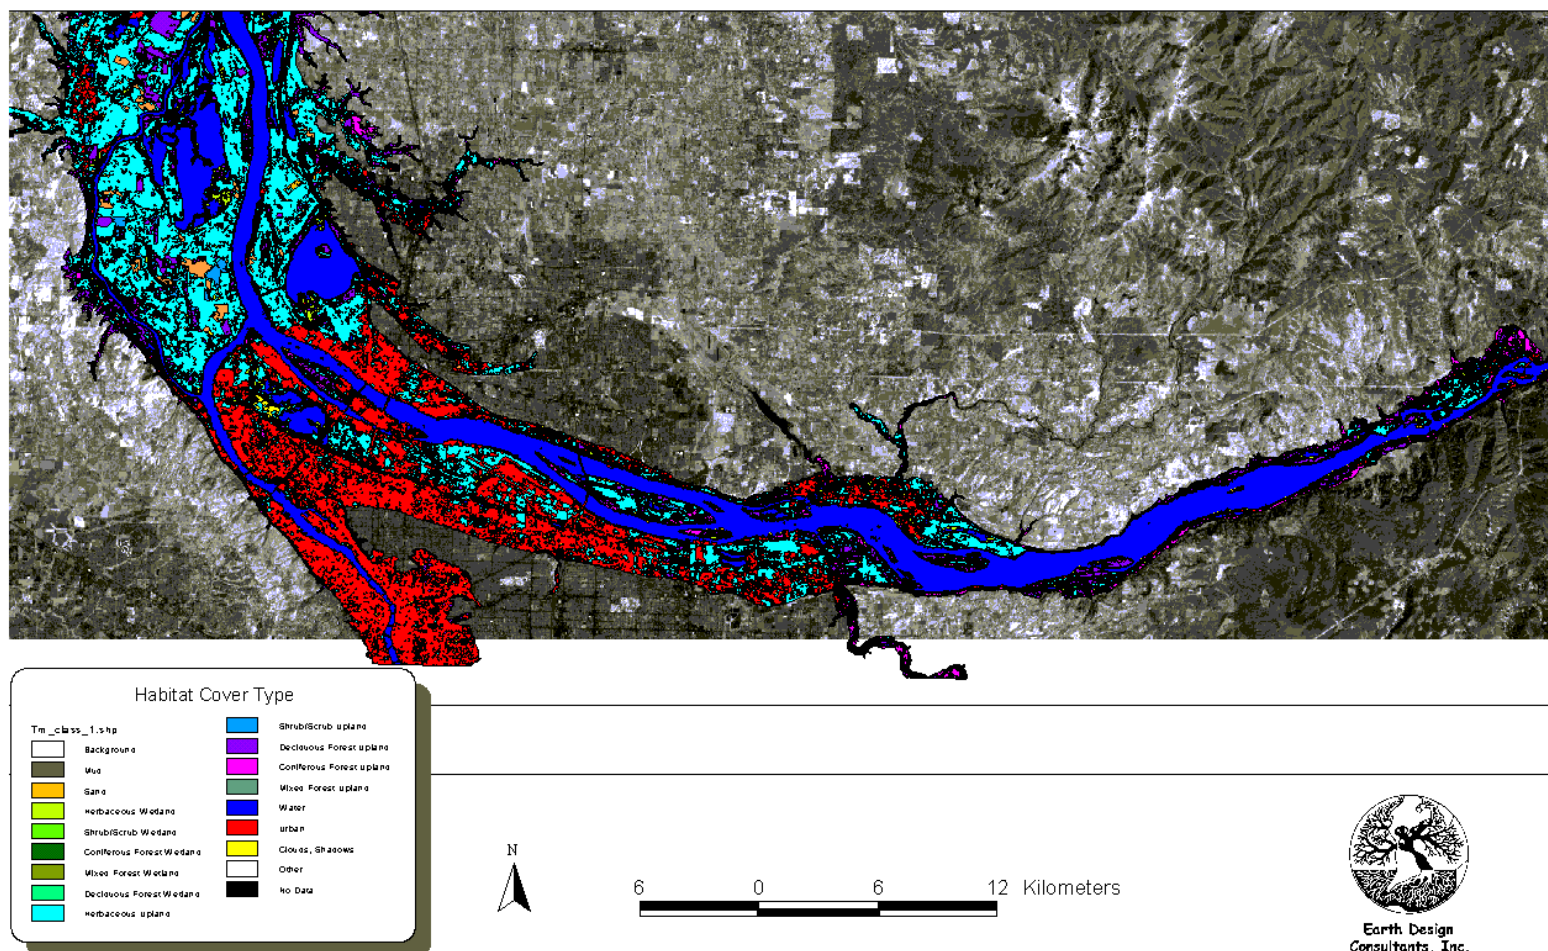 Habitat Cover Type
Tm_class_1.shp
Background
Mud
Sand
Herbaceous Wetland
Shrub/Scrub Wetland
Coniferous Forest Wetland
Mixed Forest Wetland
Deciduous Forest Wetland
Herbaceous upland
Shrub/Scrub upland
Deciduous Forest upland
Coniferous Forest upland
Mixed Forest upland
Water
urban
Clouds, Shadows
Other
No Data
N
6 0 6 12 Kilometers
Earth Design
Consultants, Inc.